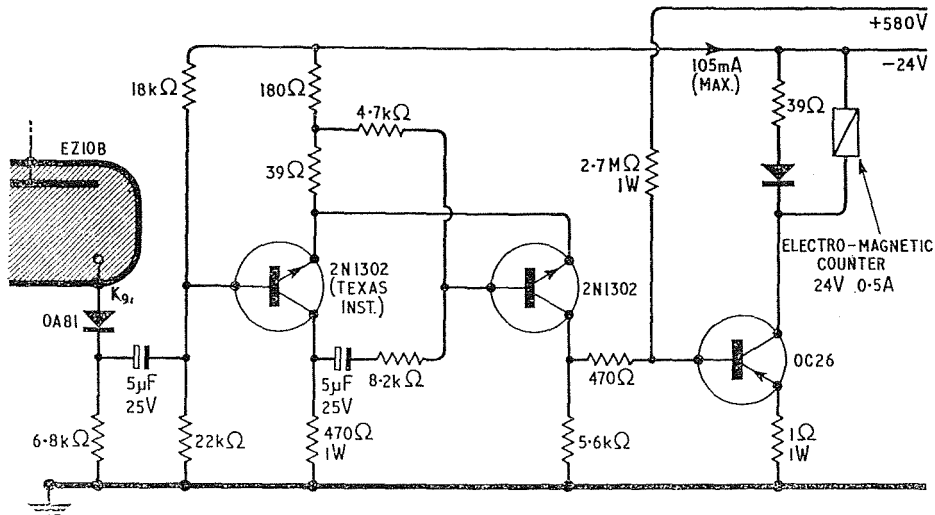 +580V
-24V
105mA
(MAX.)
18kΩ
180Ω
4·7kΩ
39Ω
EZ10B
39Ω
2·7MΩ
1W
ELECTRO-MAGNETIC
COUNTER
24V 0·5A
2N1302
(TEXAS
INST.)
2N1302
Kg,
OA81
OC26
5µF
25V
5µF
25V
8·2kΩ
470Ω
6·8kΩ
22kΩ
470Ω
1W
5·6kΩ
1Ω
1W